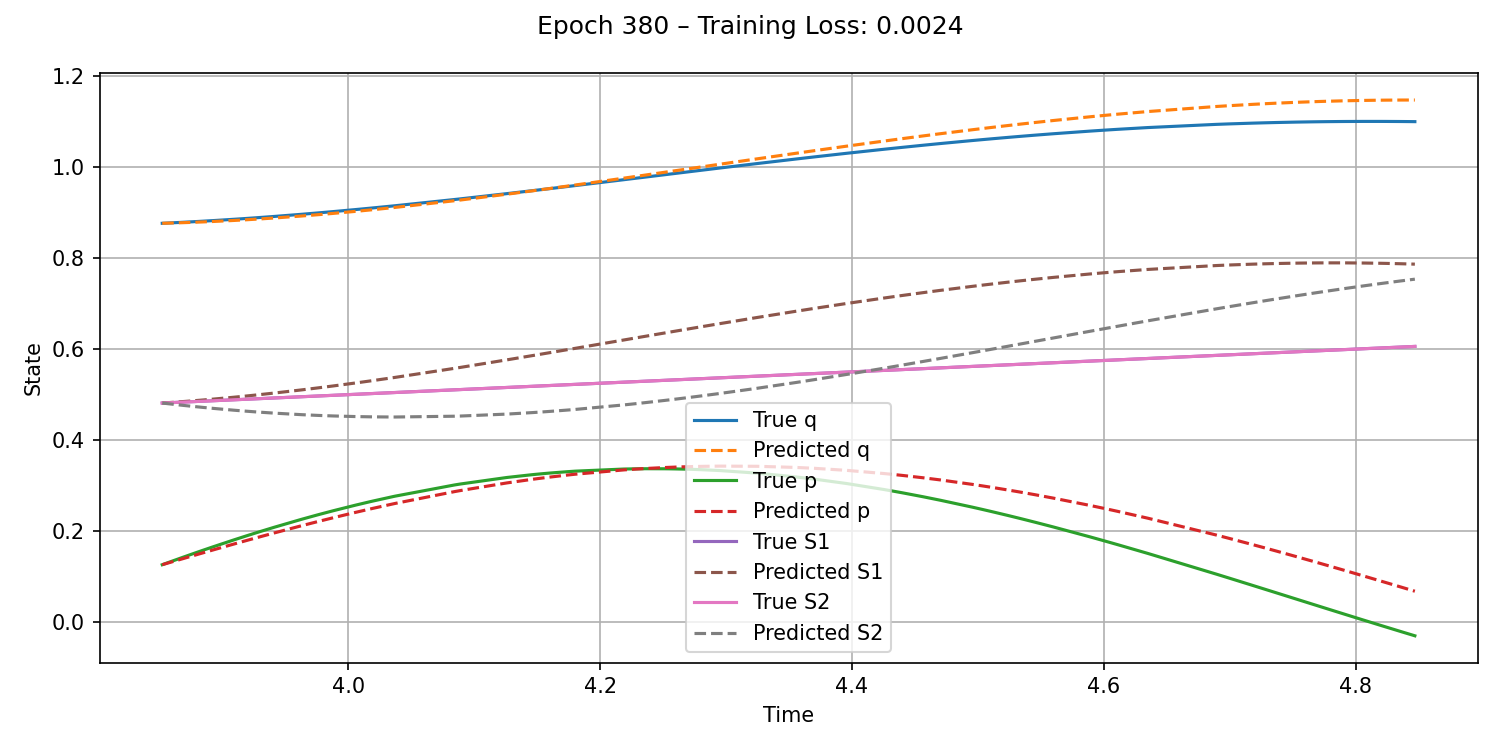 Epoch 380 – Training Loss: 0.0024
1.2
1.0
0.8
0.6
0.4
0.2
0.0
State
True q
Predicted q
True p
Predicted p
True S1
Predicted S1
True S2
Predicted S2
4.0 4.2 4.4 4.6 4.8
Time